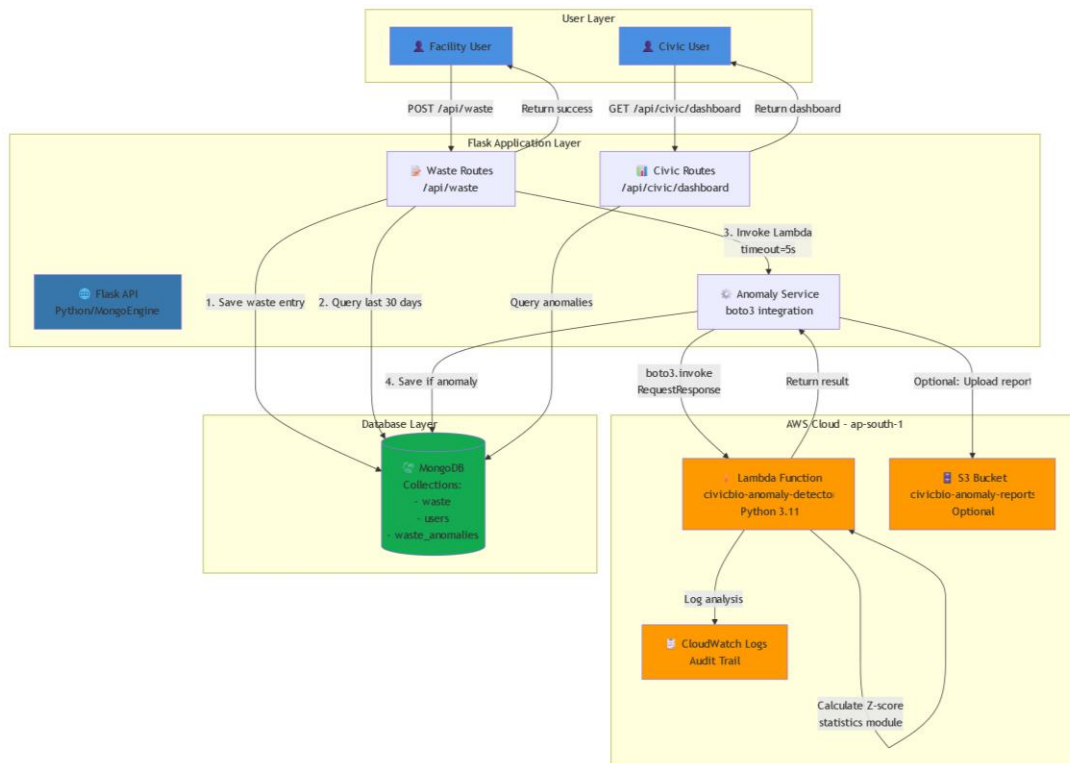 User Layer
Facility User
Civic User
POST /api/waste
Return success
GET /api/civic/dashboard
Return dashboard
Flask Application Layer
Waste Routes
/api/waste
Civic Routes
/api/civic/dashboard
3. Invoke Lambda
timeout=5s
Flask API
Python/MongoEngine
1. Save waste entry
2. Query last 30 days
Query anomalies
Anomaly Service
boto3 integration
4. Save if anomaly
boto3.invoke
RequestResponse
Return result
Optional: Upload report
Database Layer
MongoDB
Collections:
- waste
- users
- waste_anomalies
AWS Cloud - ap-south-1
Lambda Function
civicbio-anomaly-detector
Python 3.11
S3 Bucket
civicbio-anomaly-reports
Optional
Log analysis
CloudWatch Logs
Audit Trail
Calculate Z-score
statistics module